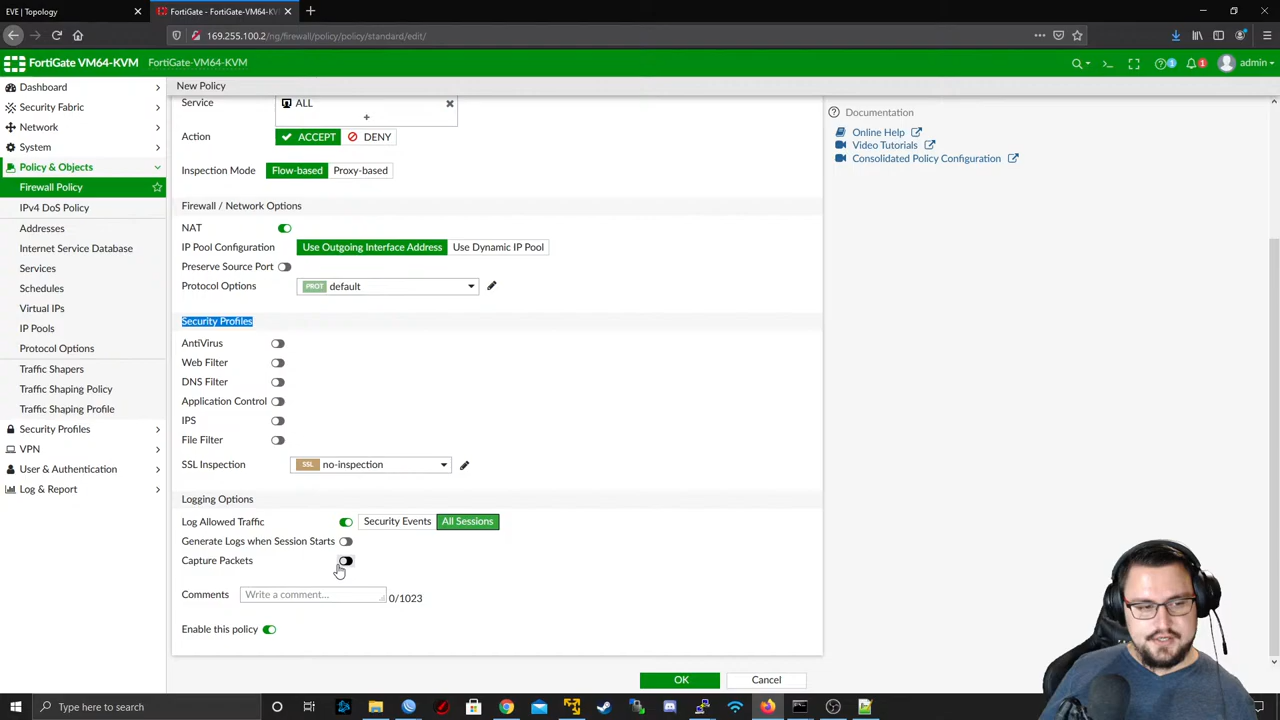 EVE | Topology
FortiGate - FortiGate-VM64-KV
169.255.100.2/ng/firewall/policy/policy/standard/edit/
FortiGate VM64-KVM
FortiGate-VM64-KVM
1
1
admin
Dashboard
Security Fabric
Network
System
Policy & Objects
Firewall Policy
IPv4 DoS Policy
Addresses
Internet Service Database
Services
Schedules
Virtual IPs
IP Pools
Protocol Options
Traffic Shapers
Traffic Shaping Policy
Traffic Shaping Profile
Security Profiles
VPN
User & Authentication
Log & Report
New Policy
Service
ALL
+
Action
ACCEPT
DENY
Inspection Mode
Flow-based
Proxy-based
Firewall / Network Options
NAT
IP Pool Configuration
Use Outgoing Interface Address
Use Dynamic IP Pool
Preserve Source Port
Protocol Options
PROT default
Security Profiles
AntiVirus
Web Filter
DNS Filter
Application Control
IPS
File Filter
SSL Inspection
SSL no-inspection
Logging Options
Log Allowed Traffic
Security Events
All Sessions
Generate Logs when Session Starts
Capture Packets
Comments
Write a comment...
0/1023
Enable this policy
OK
Cancel
Documentation
Online Help
Video Tutorials
Consolidated Policy Configuration
Type here to search